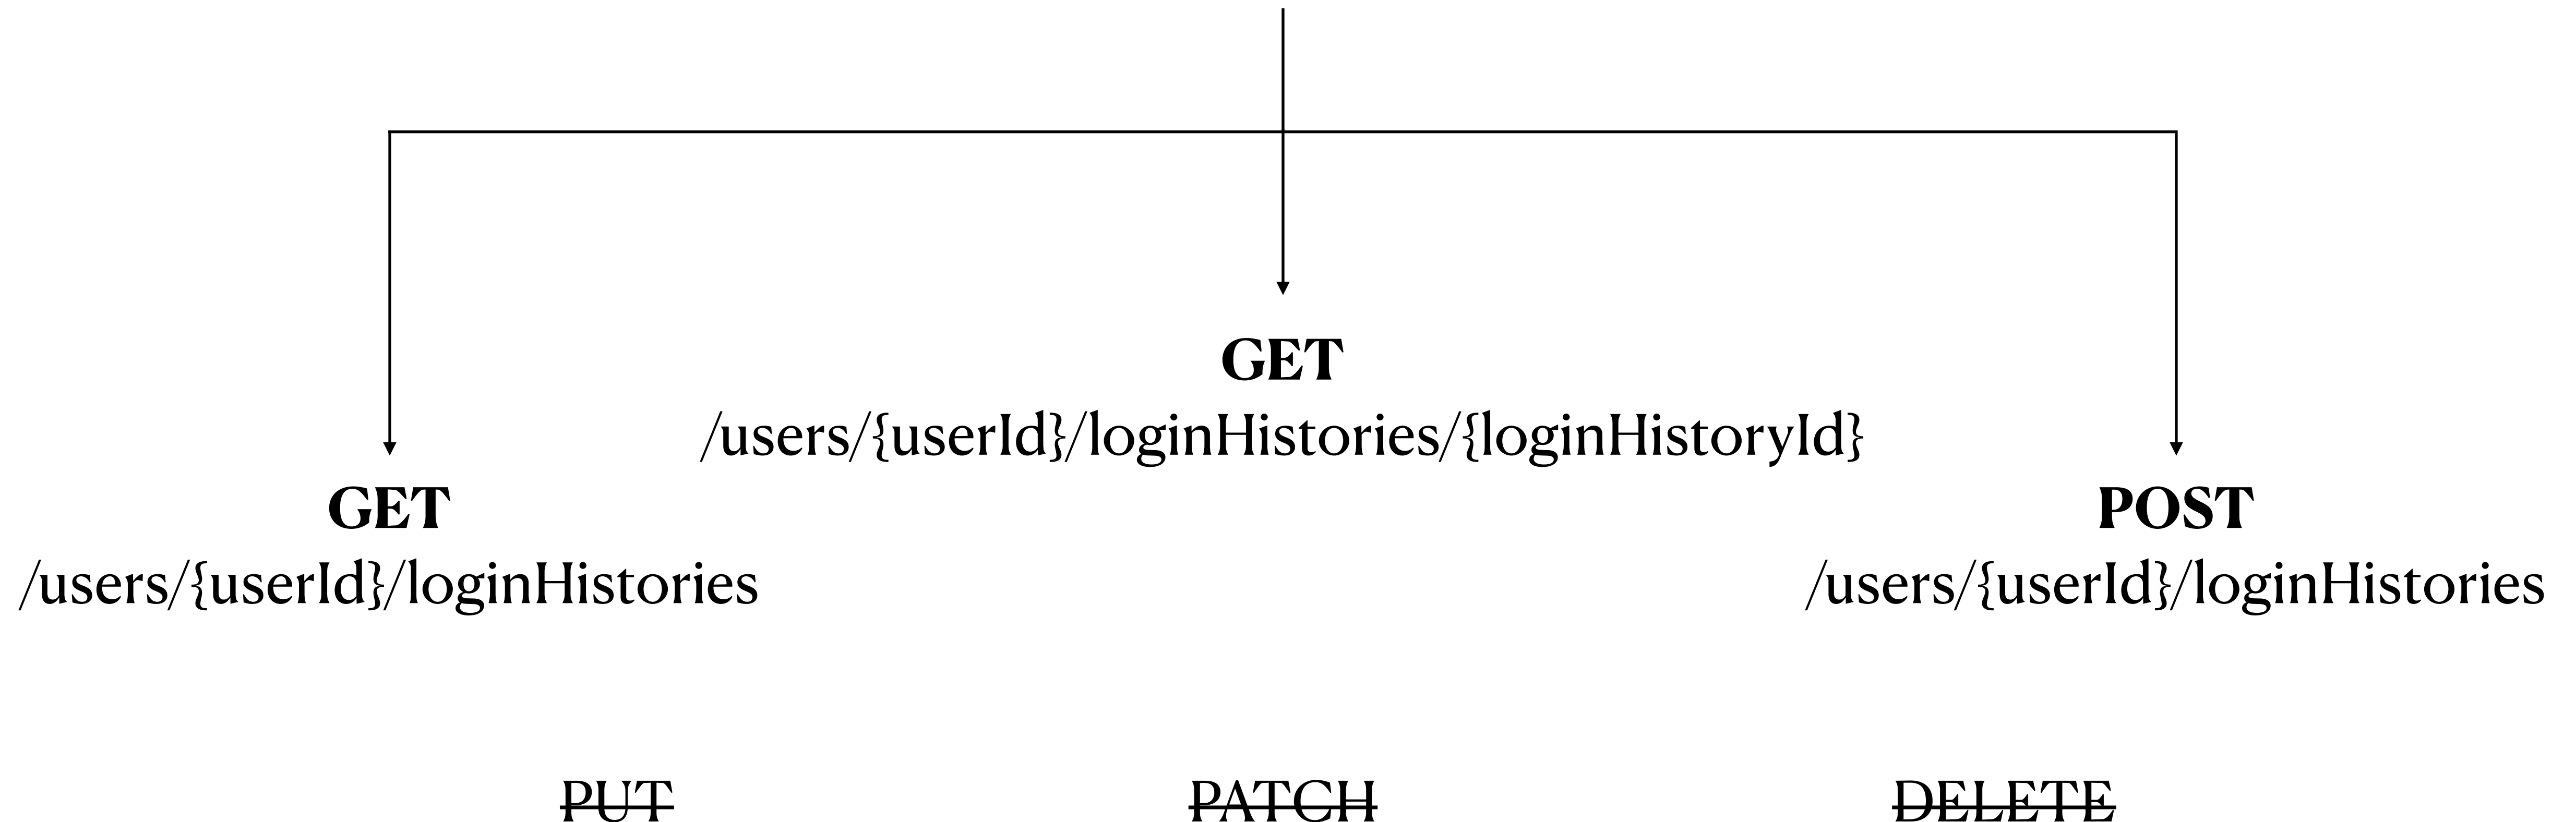 GET
/users/{userId}/loginHistories/{loginHistoryId}
GET
/users/{userId}/loginHistories
POST
/users/{userId}/loginHistories
PUT
PATCH
DELETE